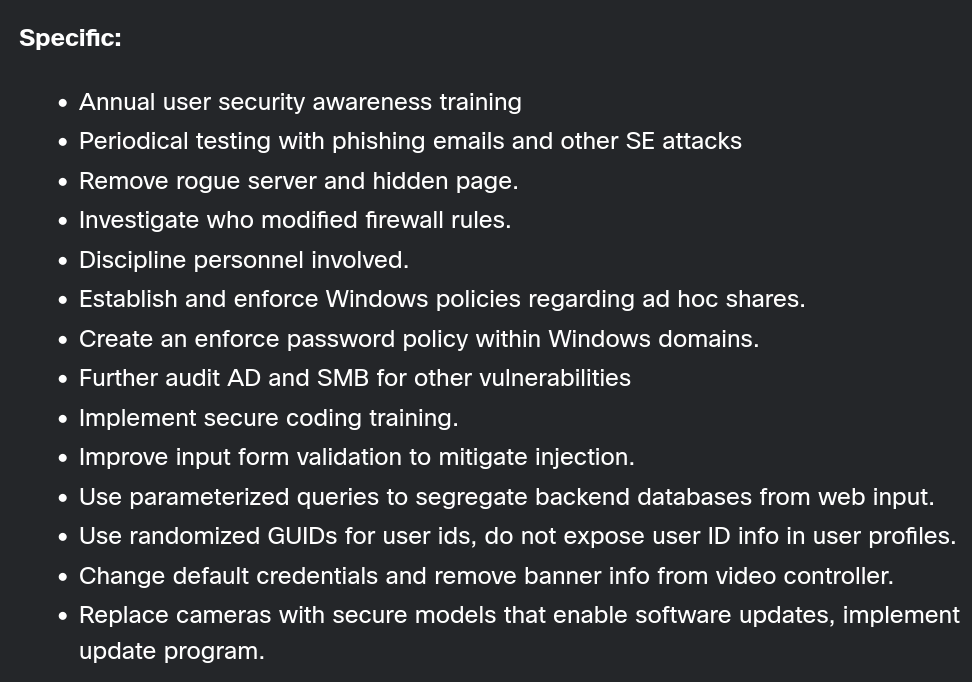 Specific:
• Annual user security awareness training
• Periodical testing with phishing emails and other SE attacks
• Remove rogue server and hidden page.
• Investigate who modified firewall rules.
• Discipline personnel involved.
• Establish and enforce Windows policies regarding ad hoc shares.
• Create an enforce password policy within Windows domains.
• Further audit AD and SMB for other vulnerabilities
• Implement secure coding training.
• Improve input form validation to mitigate injection.
• Use parameterized queries to segregate backend databases from web input.
• Use randomized GUIDs for user ids, do not expose user ID info in user profiles.
• Change default credentials and remove banner info from video controller.
• Replace cameras with secure models that enable software updates, implement
update program.